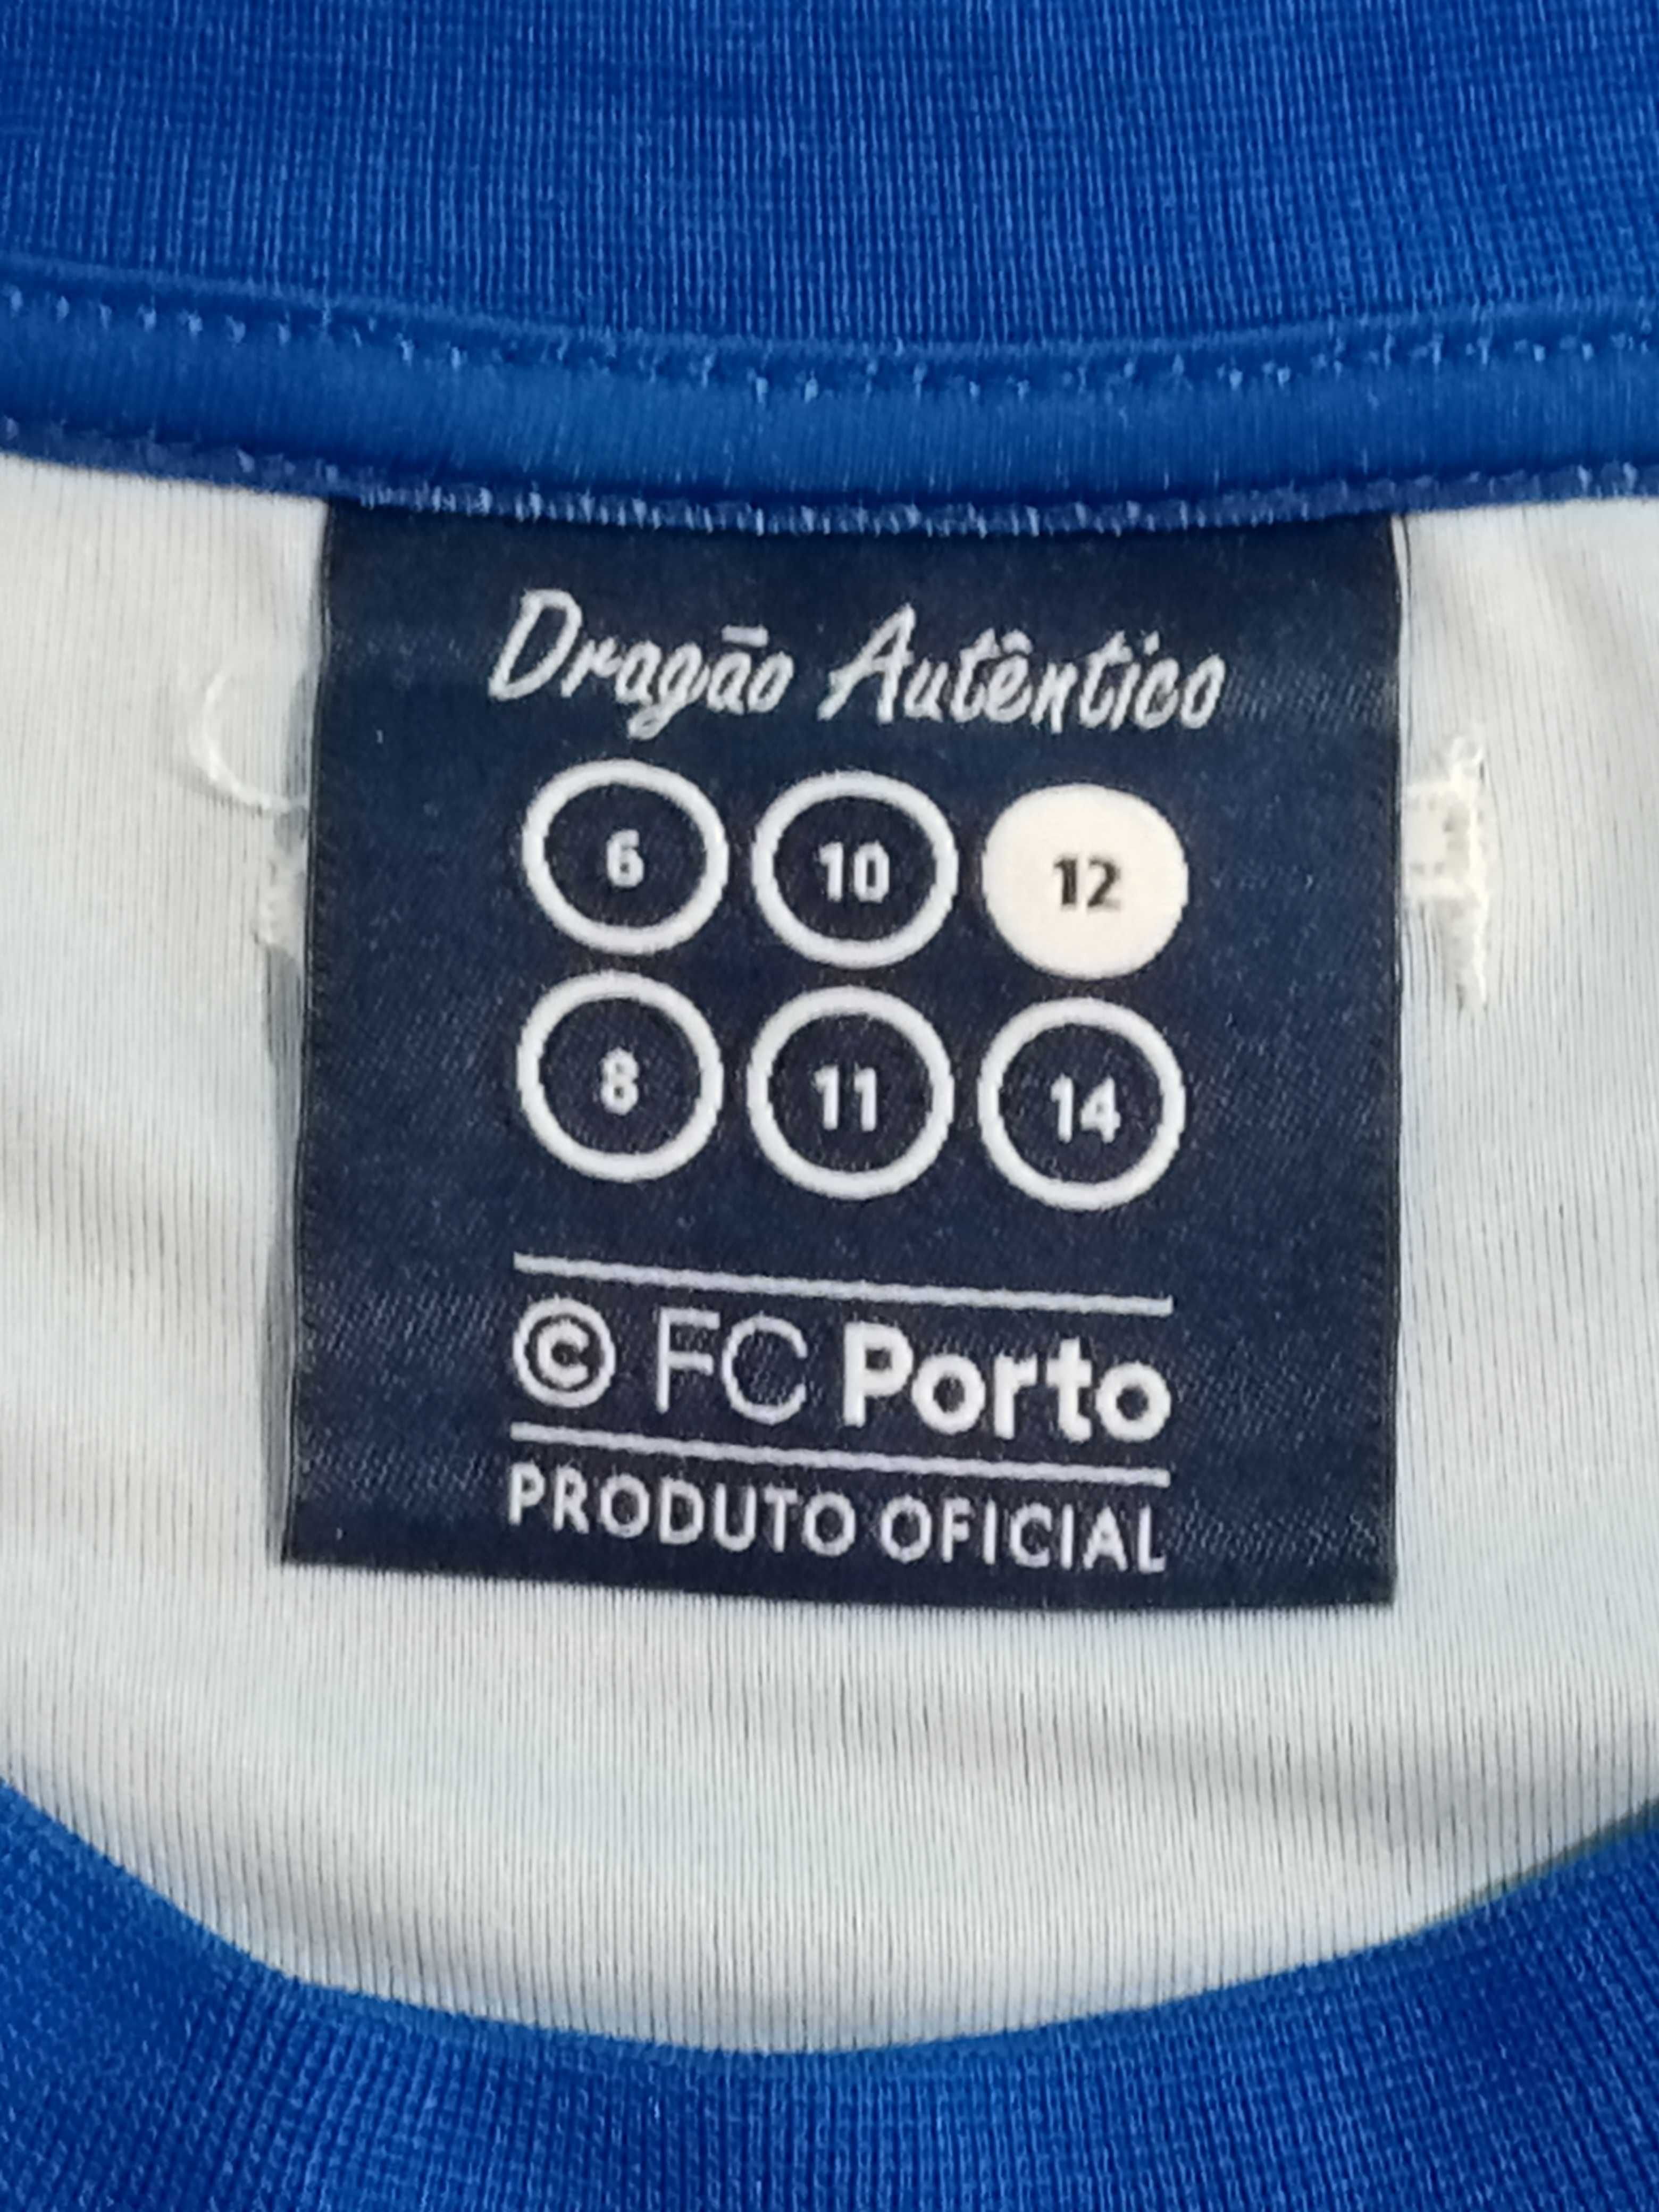 Dragão Autêntico
6 10 12
8 11 14
© FC Porto
PRODUTO OFICIAL